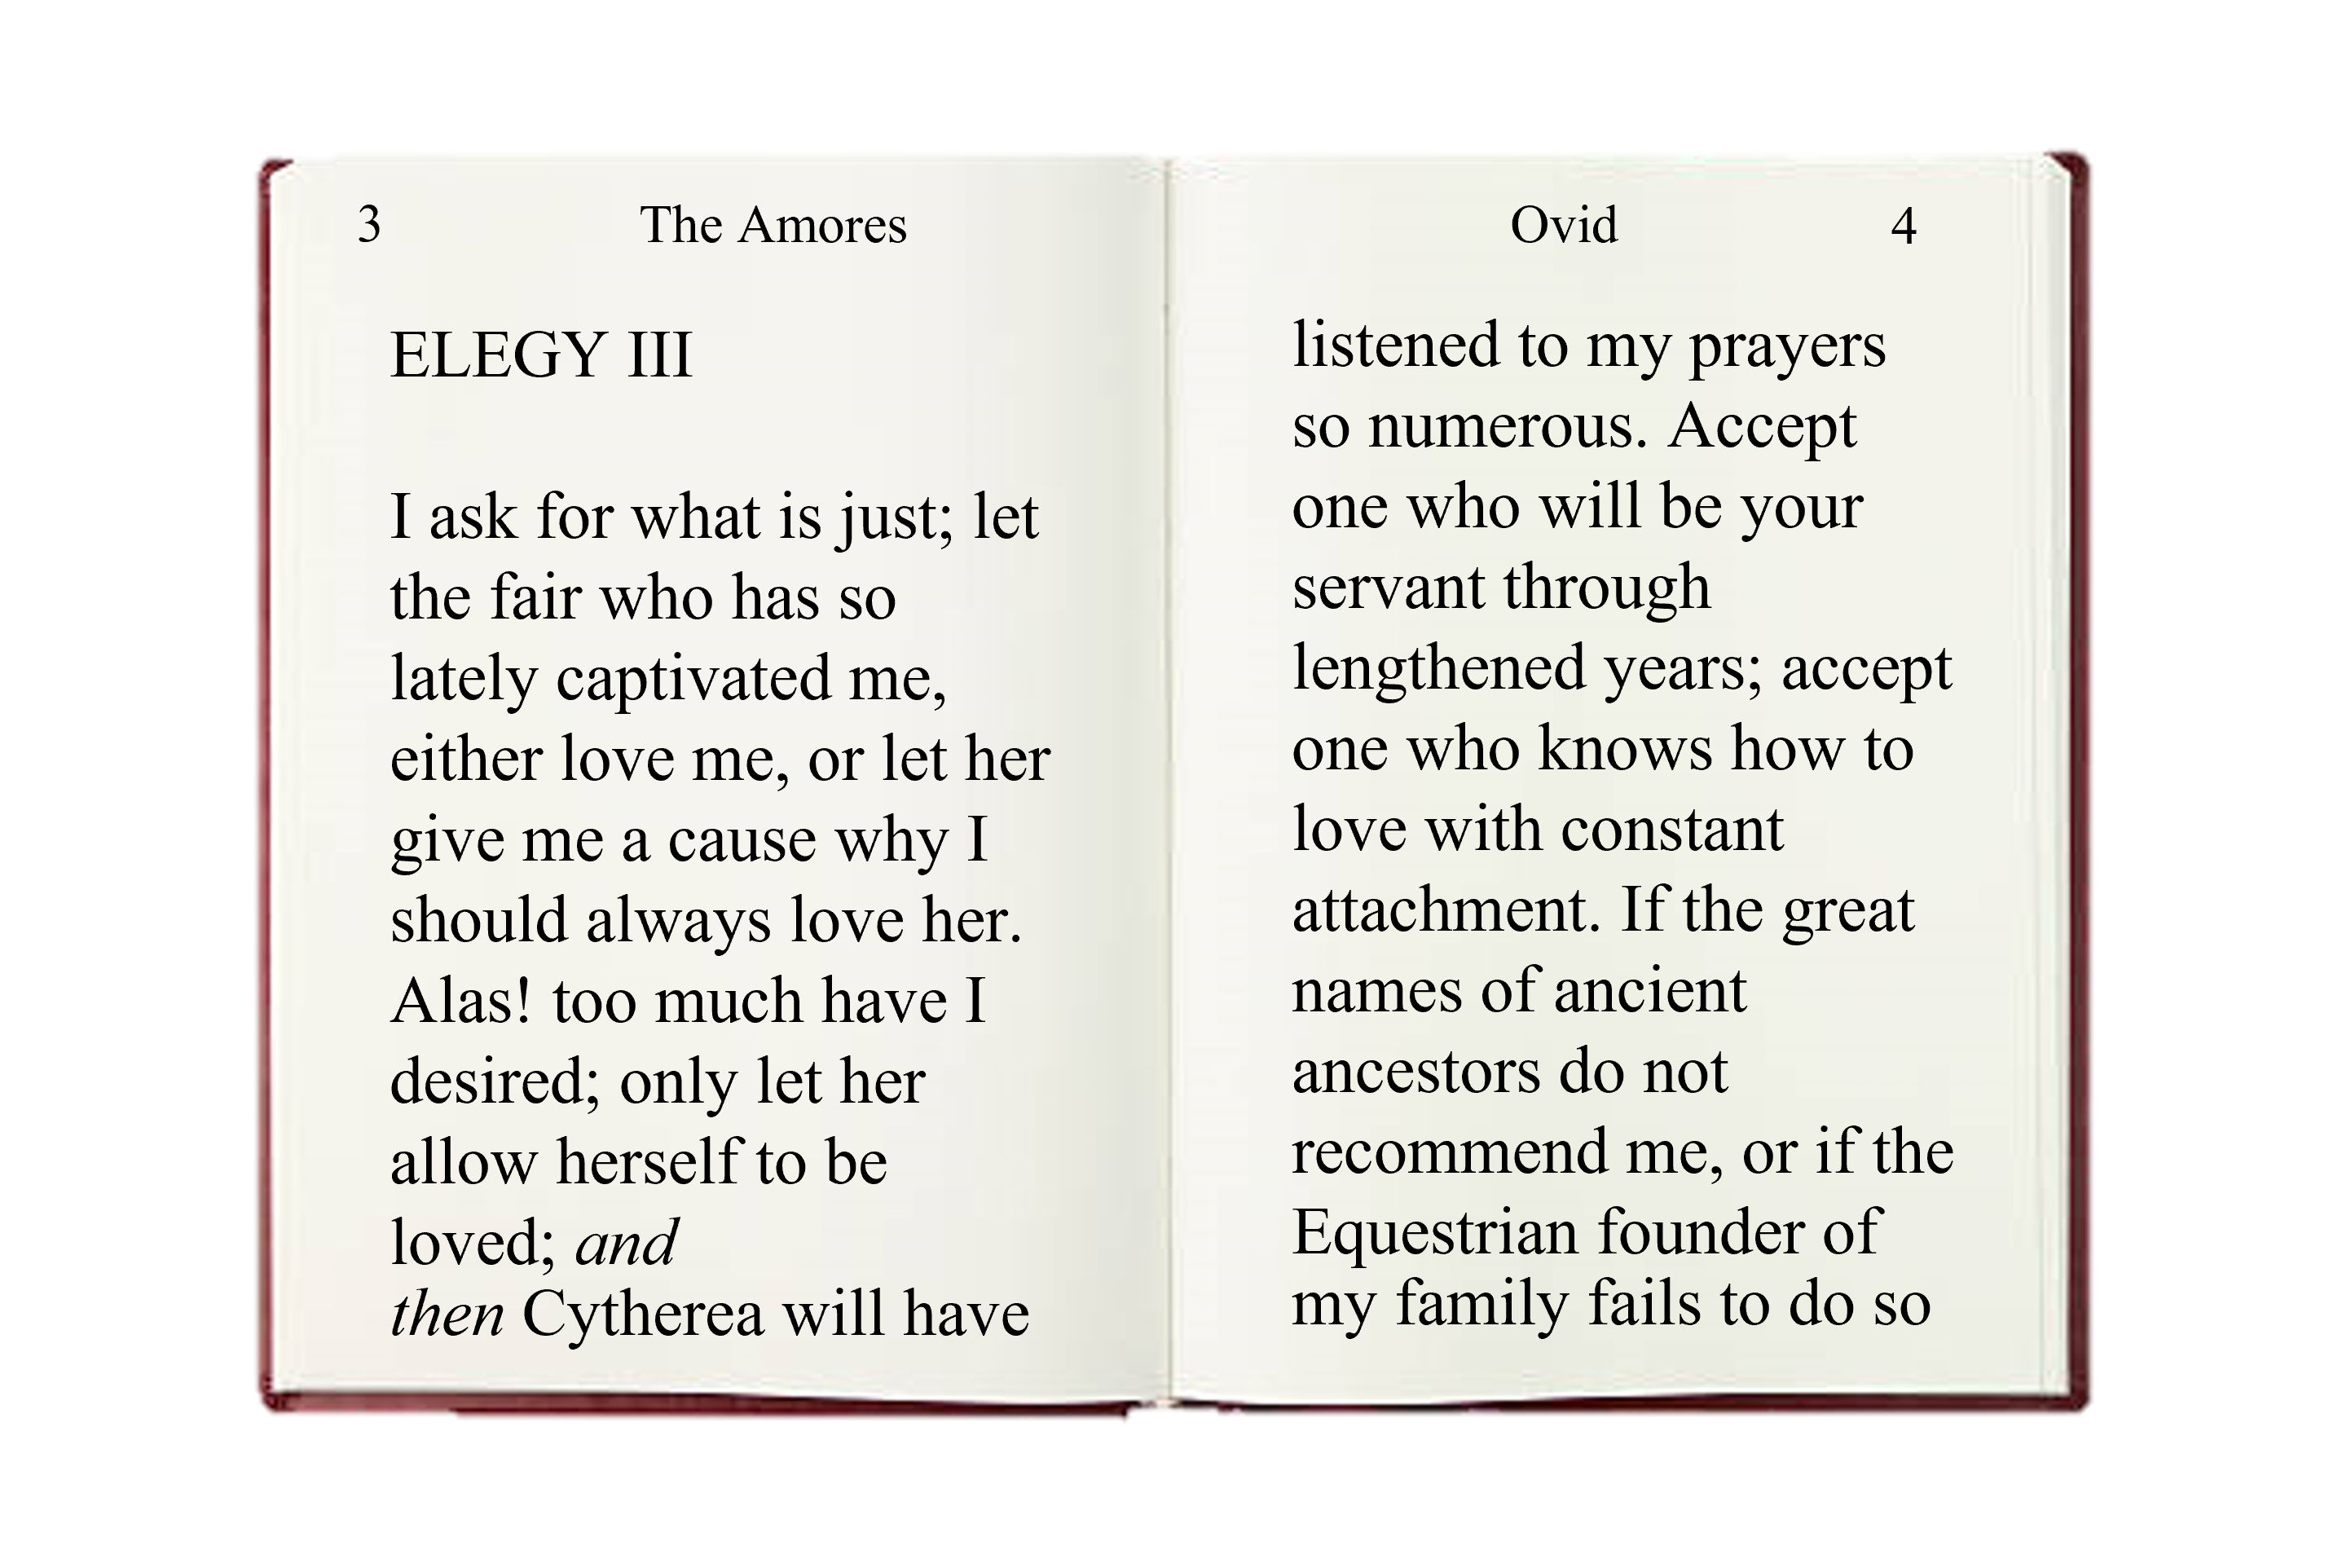 3 The Amores
ELEGY III
I ask for what is just; let
the fair who has so
lately captivated me,
either love me, or let her
give me a cause why I
should always love her.
Alas! too much have I
desired; only let her
allow herself to be
loved; and
then Cytherea will have
Ovid 4
listened to my prayers
so numerous. Accept
one who will be your
servant through
lengthened years; accept
one who knows how to
love with constant
attachment. If the great
names of ancient
ancestors do not
recommend me, or if the
Equestrian founder of
my family fails to do so